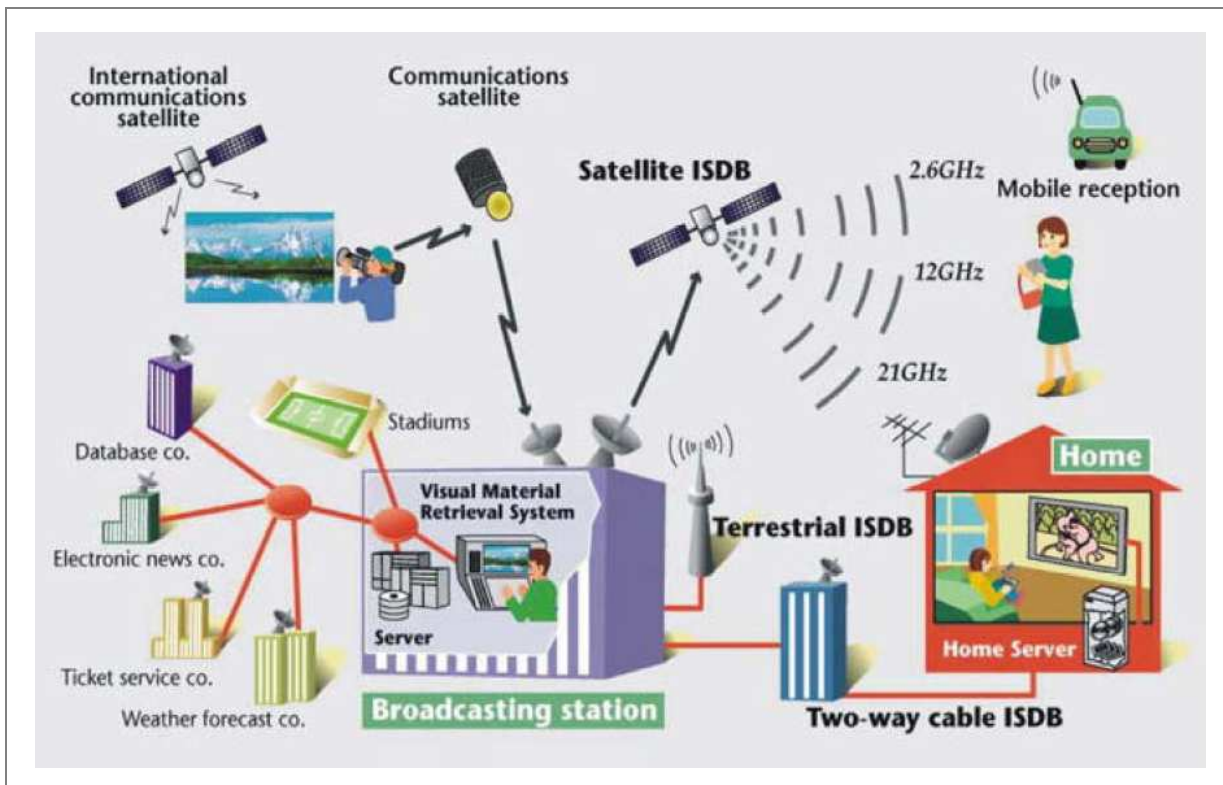 International
communications
satellite
Communications
satellite
Satellite ISDB
2.6GHz
Mobile reception
12GHz
21GHz
Stadiums
Database co.
Home
Visual Material
Retrieval System
Terrestrial ISDB
Electronic news co.
Server
Home Server
Ticket service co.
Weather forecast co.
Broadcasting station
Two-way cable ISDB